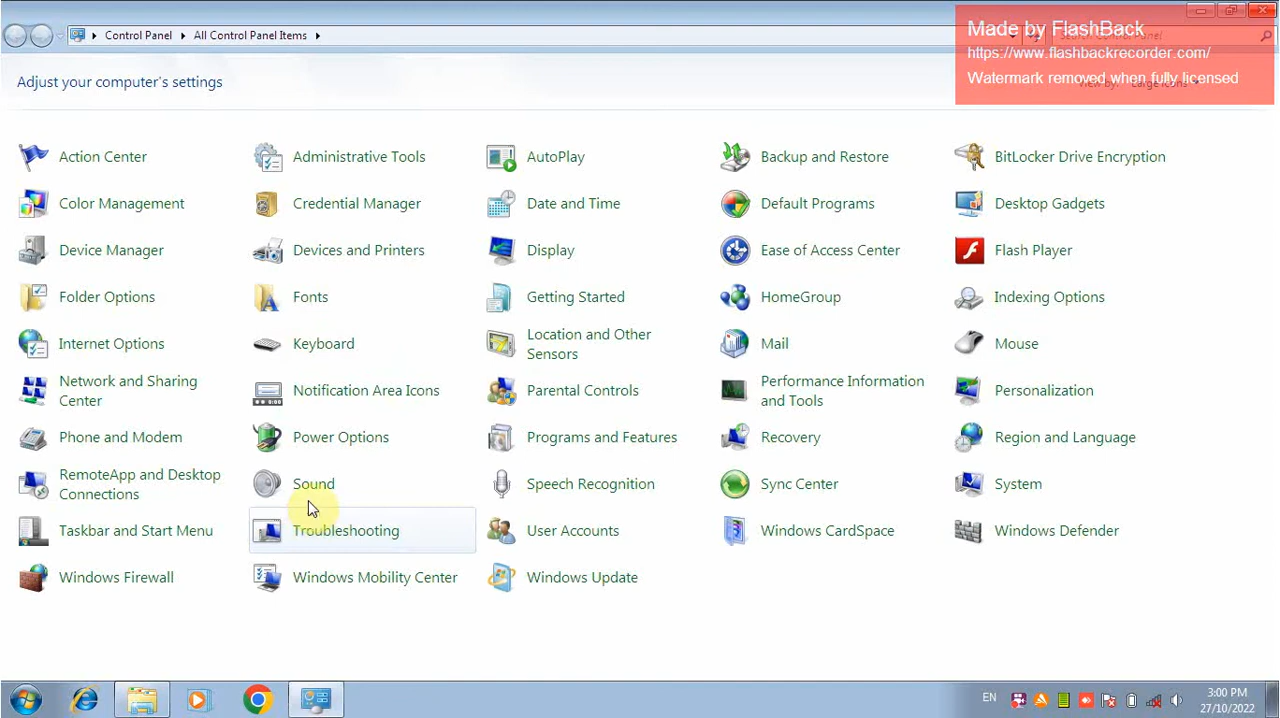 Made by FlashBack
https://www.flashbackrecorder.com/
Watermark removed when fully licensed
Control Panel
All Control Panel Items
Search Control Panel
Adjust your computer's settings
View by: Large icons
Action Center
Administrative Tools
AutoPlay
Backup and Restore
BitLocker Drive Encryption
Color Management
Credential Manager
Date and Time
Default Programs
Desktop Gadgets
Device Manager
Devices and Printers
Display
Ease of Access Center
Flash Player
Folder Options
Fonts
Getting Started
HomeGroup
Indexing Options
Internet Options
Keyboard
Location and Other
Sensors
Mail
Mouse
Network and Sharing
Center
Notification Area Icons
Parental Controls
Performance Information
and Tools
Personalization
Phone and Modem
Power Options
Programs and Features
Recovery
Region and Language
RemoteApp and Desktop
Connections
Sound
Speech Recognition
Sync Center
System
Taskbar and Start Menu
Troubleshooting
User Accounts
Windows CardSpace
Windows Defender
Windows Firewall
Windows Mobility Center
Windows Update
EN
3:00 PM
27/10/2022